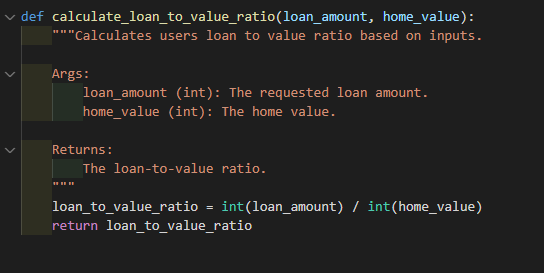 def calculate_loan_to_value_ratio(loan_amount, home_value):
"""Calculates users loan to value ratio based on inputs.
Args:
loan_amount (int): The requested loan amount.
home_value (int): The home value.
Returns:
The loan-to-value ratio.
"""
loan_to_value_ratio = int(loan_amount) / int(home_value)
return loan_to_value_ratio